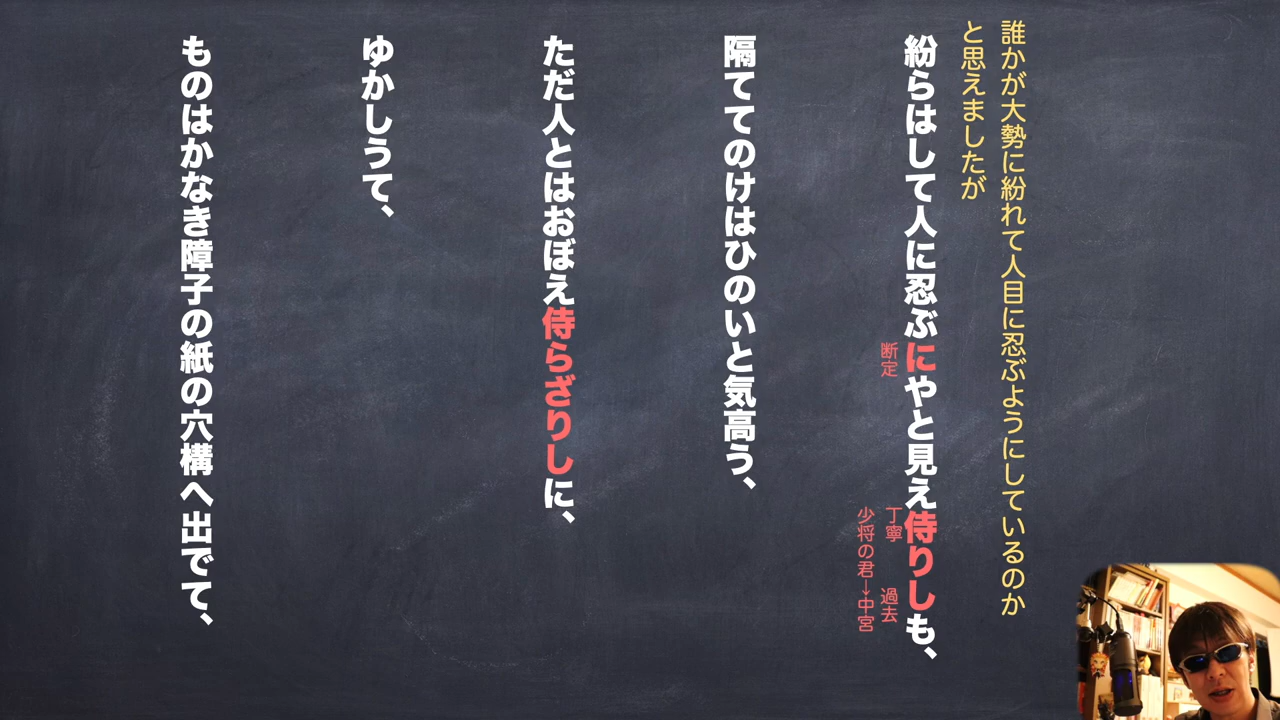 誰かが大勢に紛れて人目に忍ぶようにしているのか
と思えましたが
紛らはして人に忍ぶにやと見え侍りしも、
断定
丁寧 過去
少将の君→中宮
隔ててのけはひのいと気高う、
ただ人とはおぼえ侍らざりしに、
ゆかしうて、
ものはかなき障子の紙の穴構へ出でて、